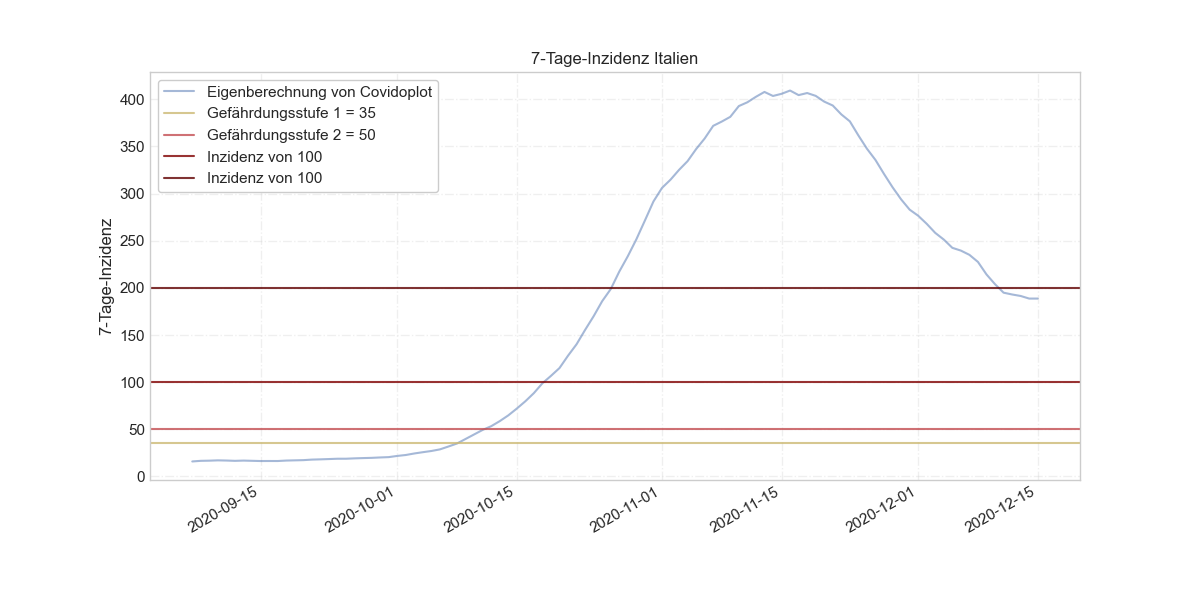 7-Tage-Inzidenz Italien
Eigenberechnung von Covidoplot
Gefährdungsstufe 1 = 35
Gefährdungsstufe 2 = 50
Inzidenz von 100
Inzidenz von 100
7-Tage-Inzidenz
400
350
300
250
200
150
100
50
0
2020-09-15
2020-10-01
2020-10-15
2020-11-01
2020-11-15
2020-12-01
2020-12-15